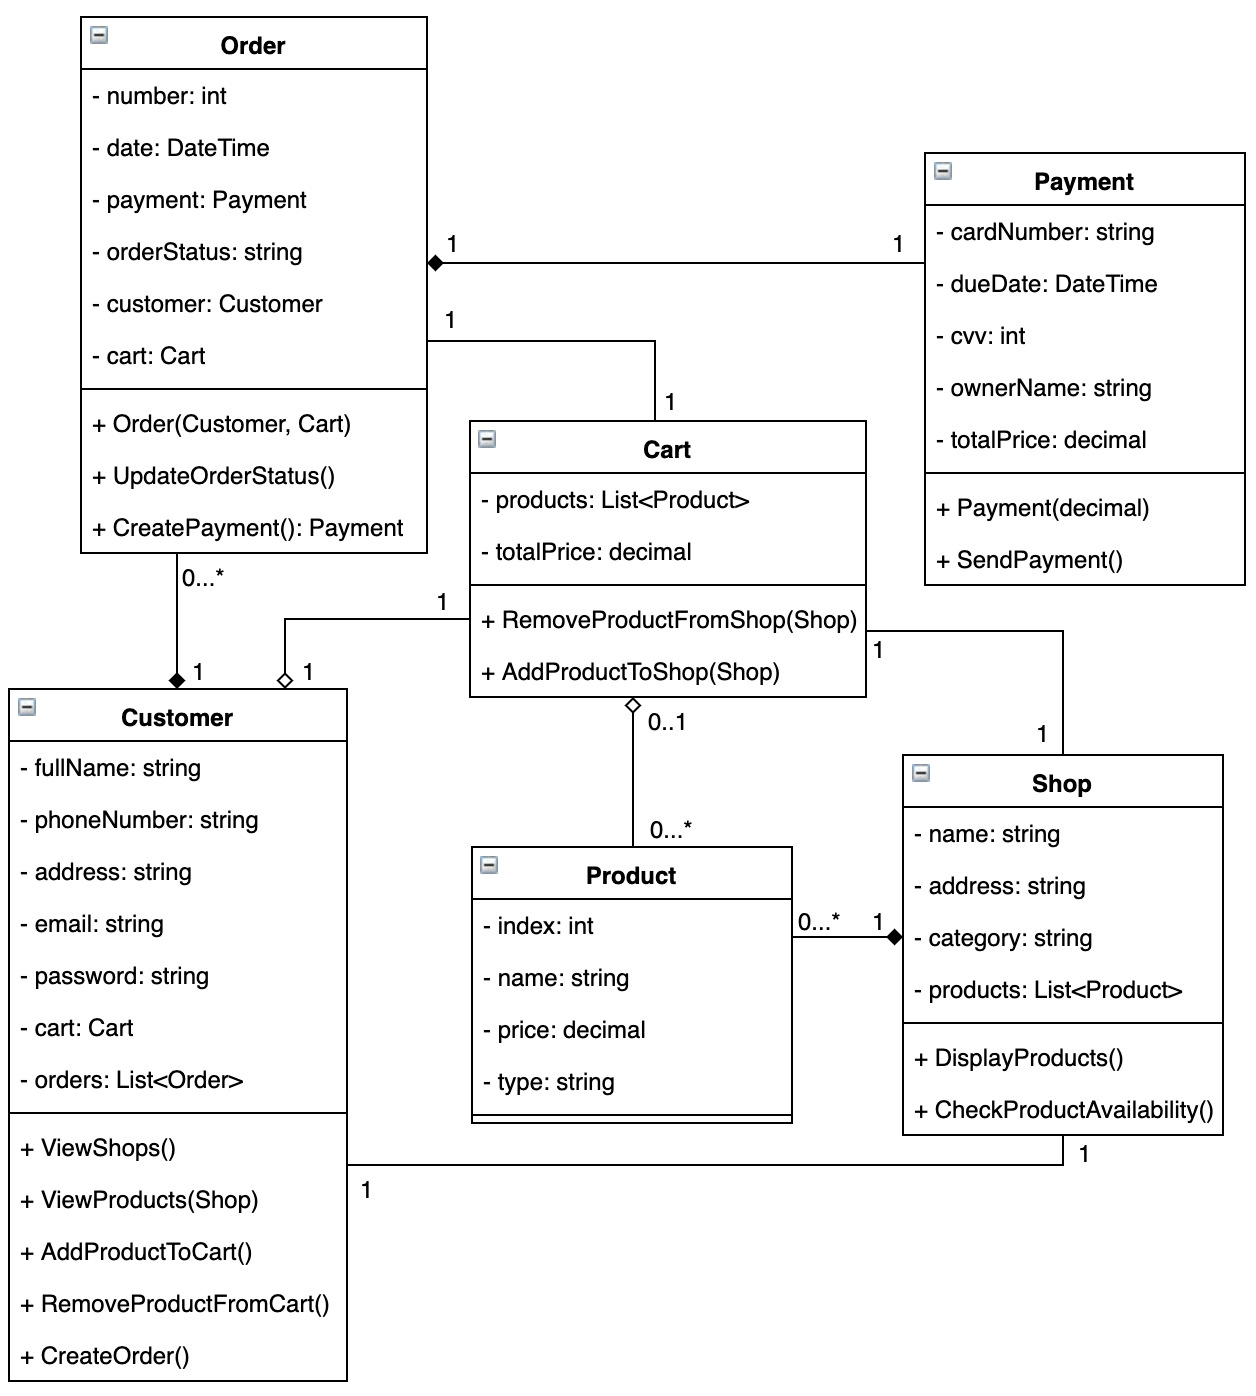 Order
- number: int
- date: DateTime
- payment: Payment
- orderStatus: string
- customer: Customer
- cart: Cart
+ Order(Customer, Cart)
+ UpdateOrderStatus()
+ CreatePayment(): Payment
1
1
Payment
- cardNumber: string
- dueDate: DateTime
- cvv: int
- ownerName: string
- totalPrice: decimal
+ Payment(decimal)
+ SendPayment()
1
1
Cart
- products: List<Product>
- totalPrice: decimal
+ RemoveProductFromShop(Shop)
+ AddProductToShop(Shop)
0...*
1
1
1
1
1
0..1
0...*
Customer
- fullName: string
- phoneNumber: string
- address: string
- email: string
- password: string
- cart: Cart
- orders: List<Order>
+ ViewShops()
+ ViewProducts(Shop)
+ AddProductToCart()
+ RemoveProductFromCart()
+ CreateOrder()
Product
- index: int
- name: string
- price: decimal
- type: string
0...*
1
Shop
- name: string
- address: string
- category: string
- products: List<Product>
+ DisplayProducts()
+ CheckProductAvailability()
1
1